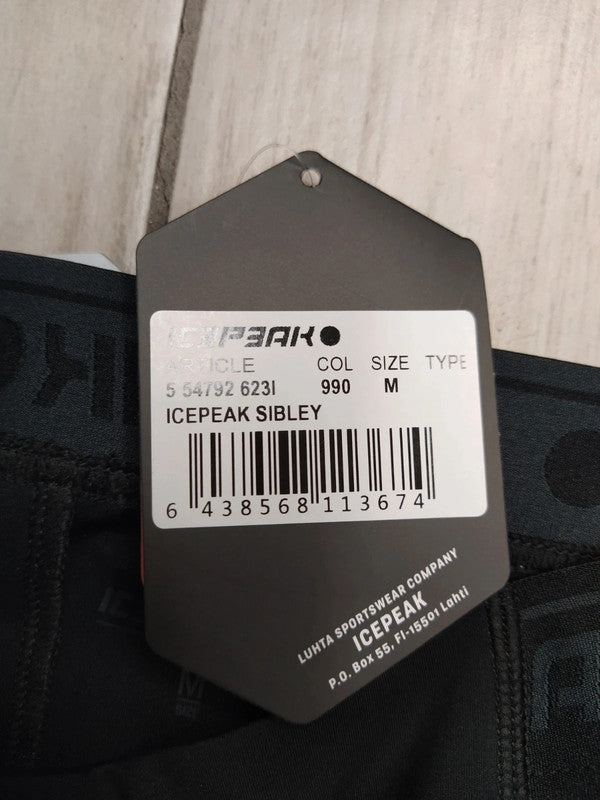 ICEPEAK
ARTICLE COL SIZE TYPE
5 54792 623I 990 M
ICEPEAK SIBLEY
6 438568 113674
LUHTA SPORTSWEAR COMPANY
ICEPEAK
P.O. Box 55, FI-15501 Lahti
M